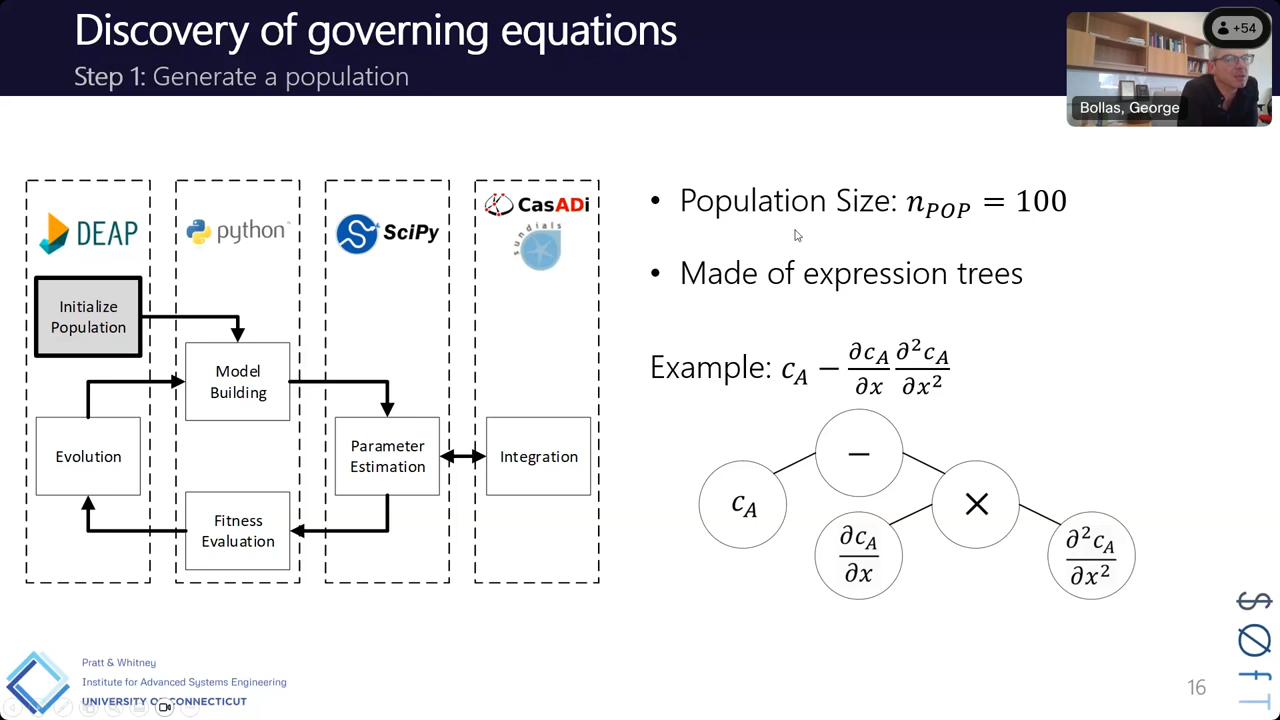 Discovery of governing equations
Step 1: Generate a population
+54
Bollas, George
DEAP
python
SciPy
CasADi
sundials
Initialize
Population
Model
Building
Evolution
Parameter
Estimation
Integration
Fitness
Evaluation
• Population Size: n_POP = 100
• Made of expression trees
Example: c_A − ∂c_A/∂x ∂²c_A/∂x²
−
c_A
×
∂c_A/∂x
∂²c_A/∂x²
Pratt & Whitney
Institute for Advanced Systems Engineering
UNIVERSITY OF CONNECTICUT
16